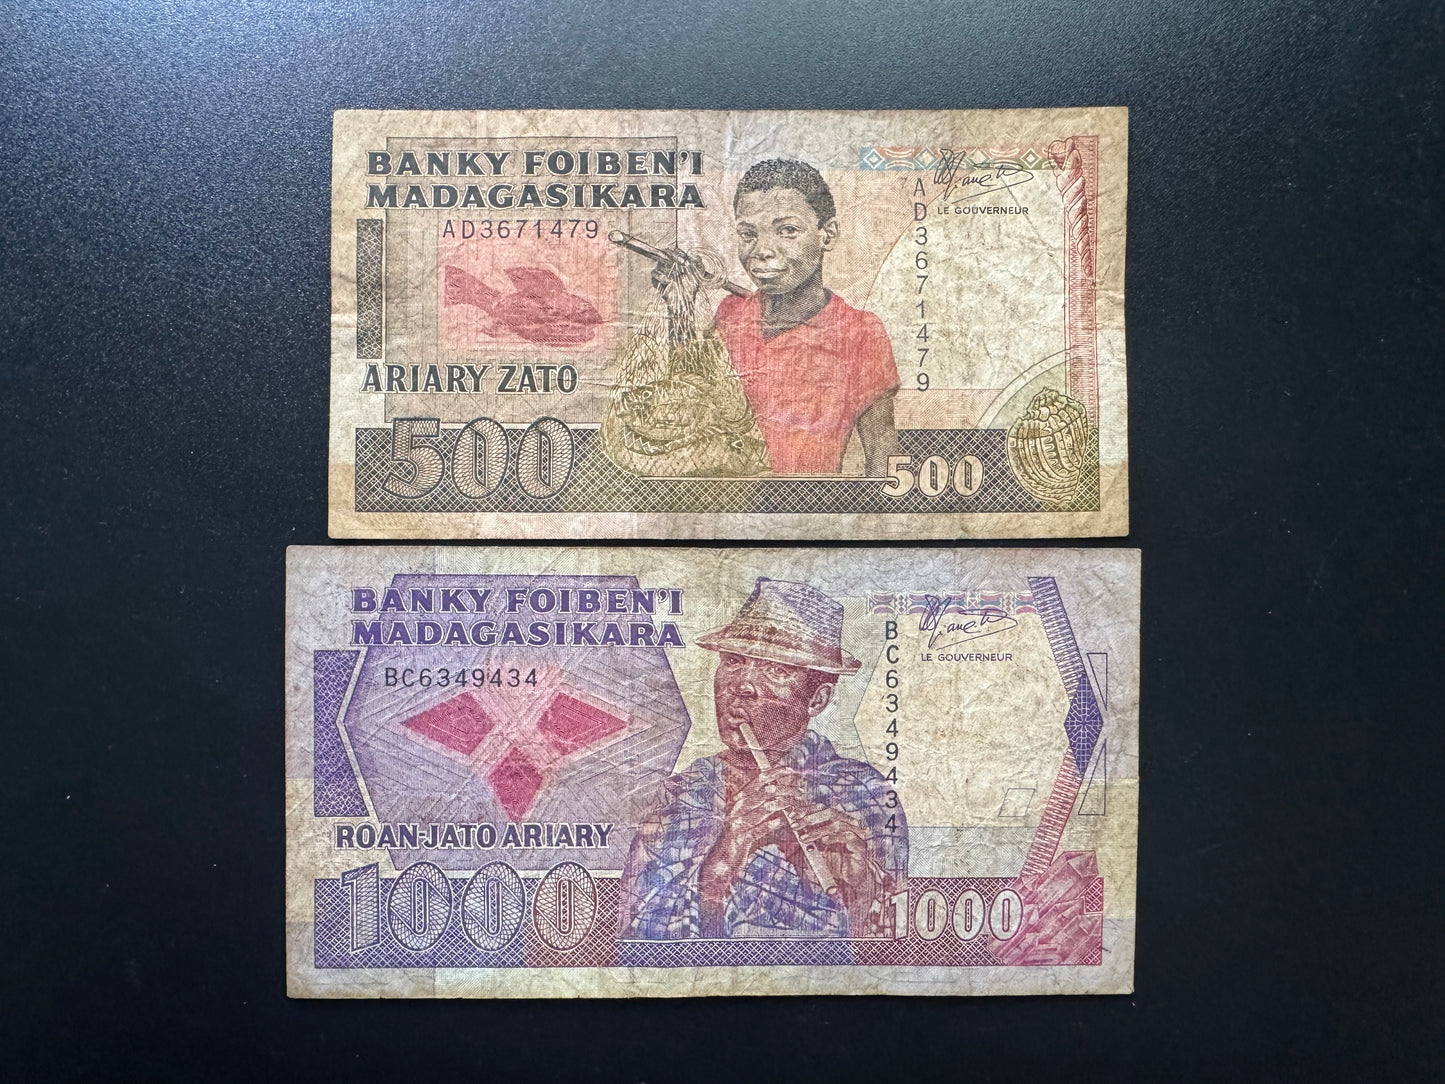 BANKY FOIBEN'I
MADAGASIKARA
AD3671479
LE GOUVERNEUR
AD3671479
ARIARY ZATO
500
500
BANKY FOIBEN'I
MADAGASIKARA
BC6349434
LE GOUVERNEUR
BC6349434
ROAN-JATO ARIARY
1000
1000